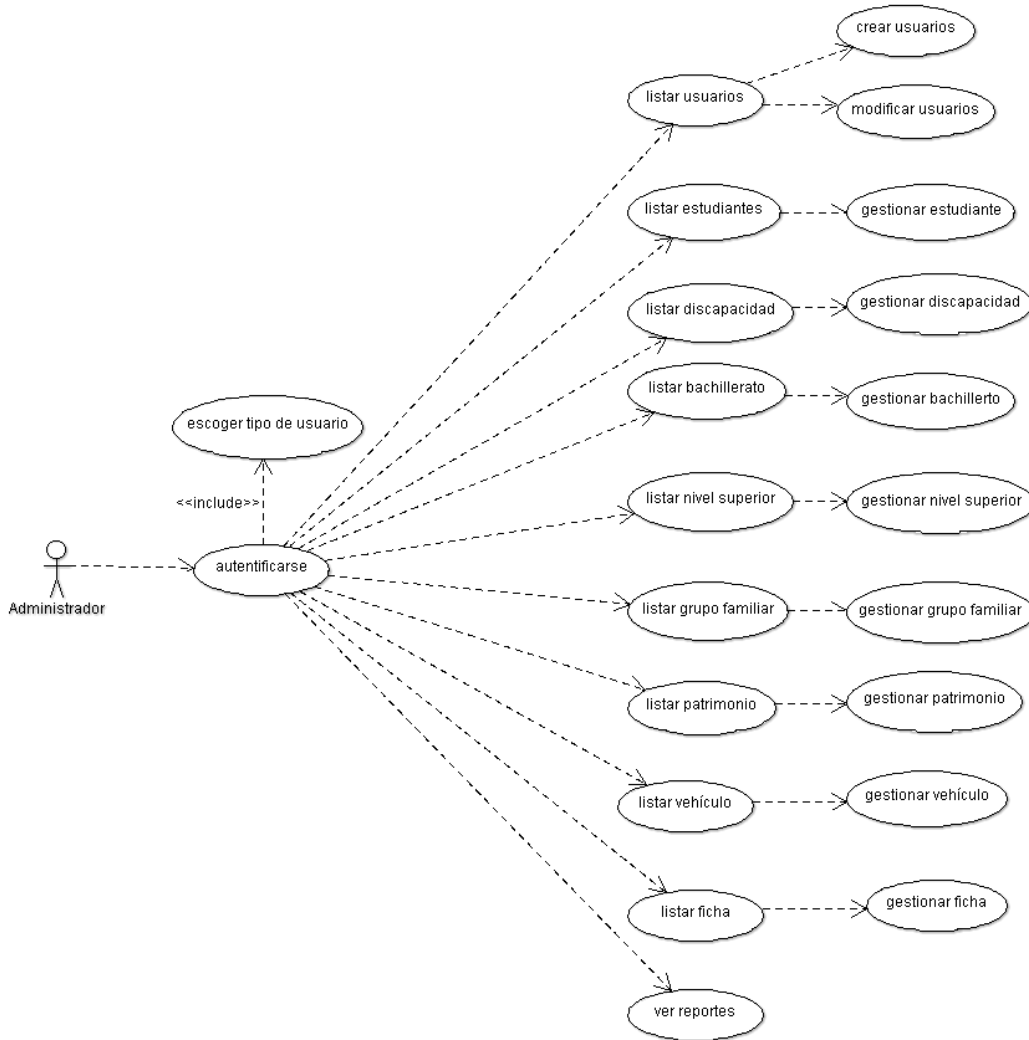 crear usuarios
listar usuarios
modificar usuarios
listar estudiantes
gestionar estudiante
listar discapacidad
gestionar discapacidad
listar bachillerato
gestionar bachillerto
escoger tipo de usuario
<<include>>
listar nivel superior
gestionar nivel superior
autentificarse
Administrador
listar grupo familiar
gestionar grupo familiar
listar patrimonio
gestionar patrimonio
listar vehículo
gestionar vehículo
listar ficha
gestionar ficha
ver reportes